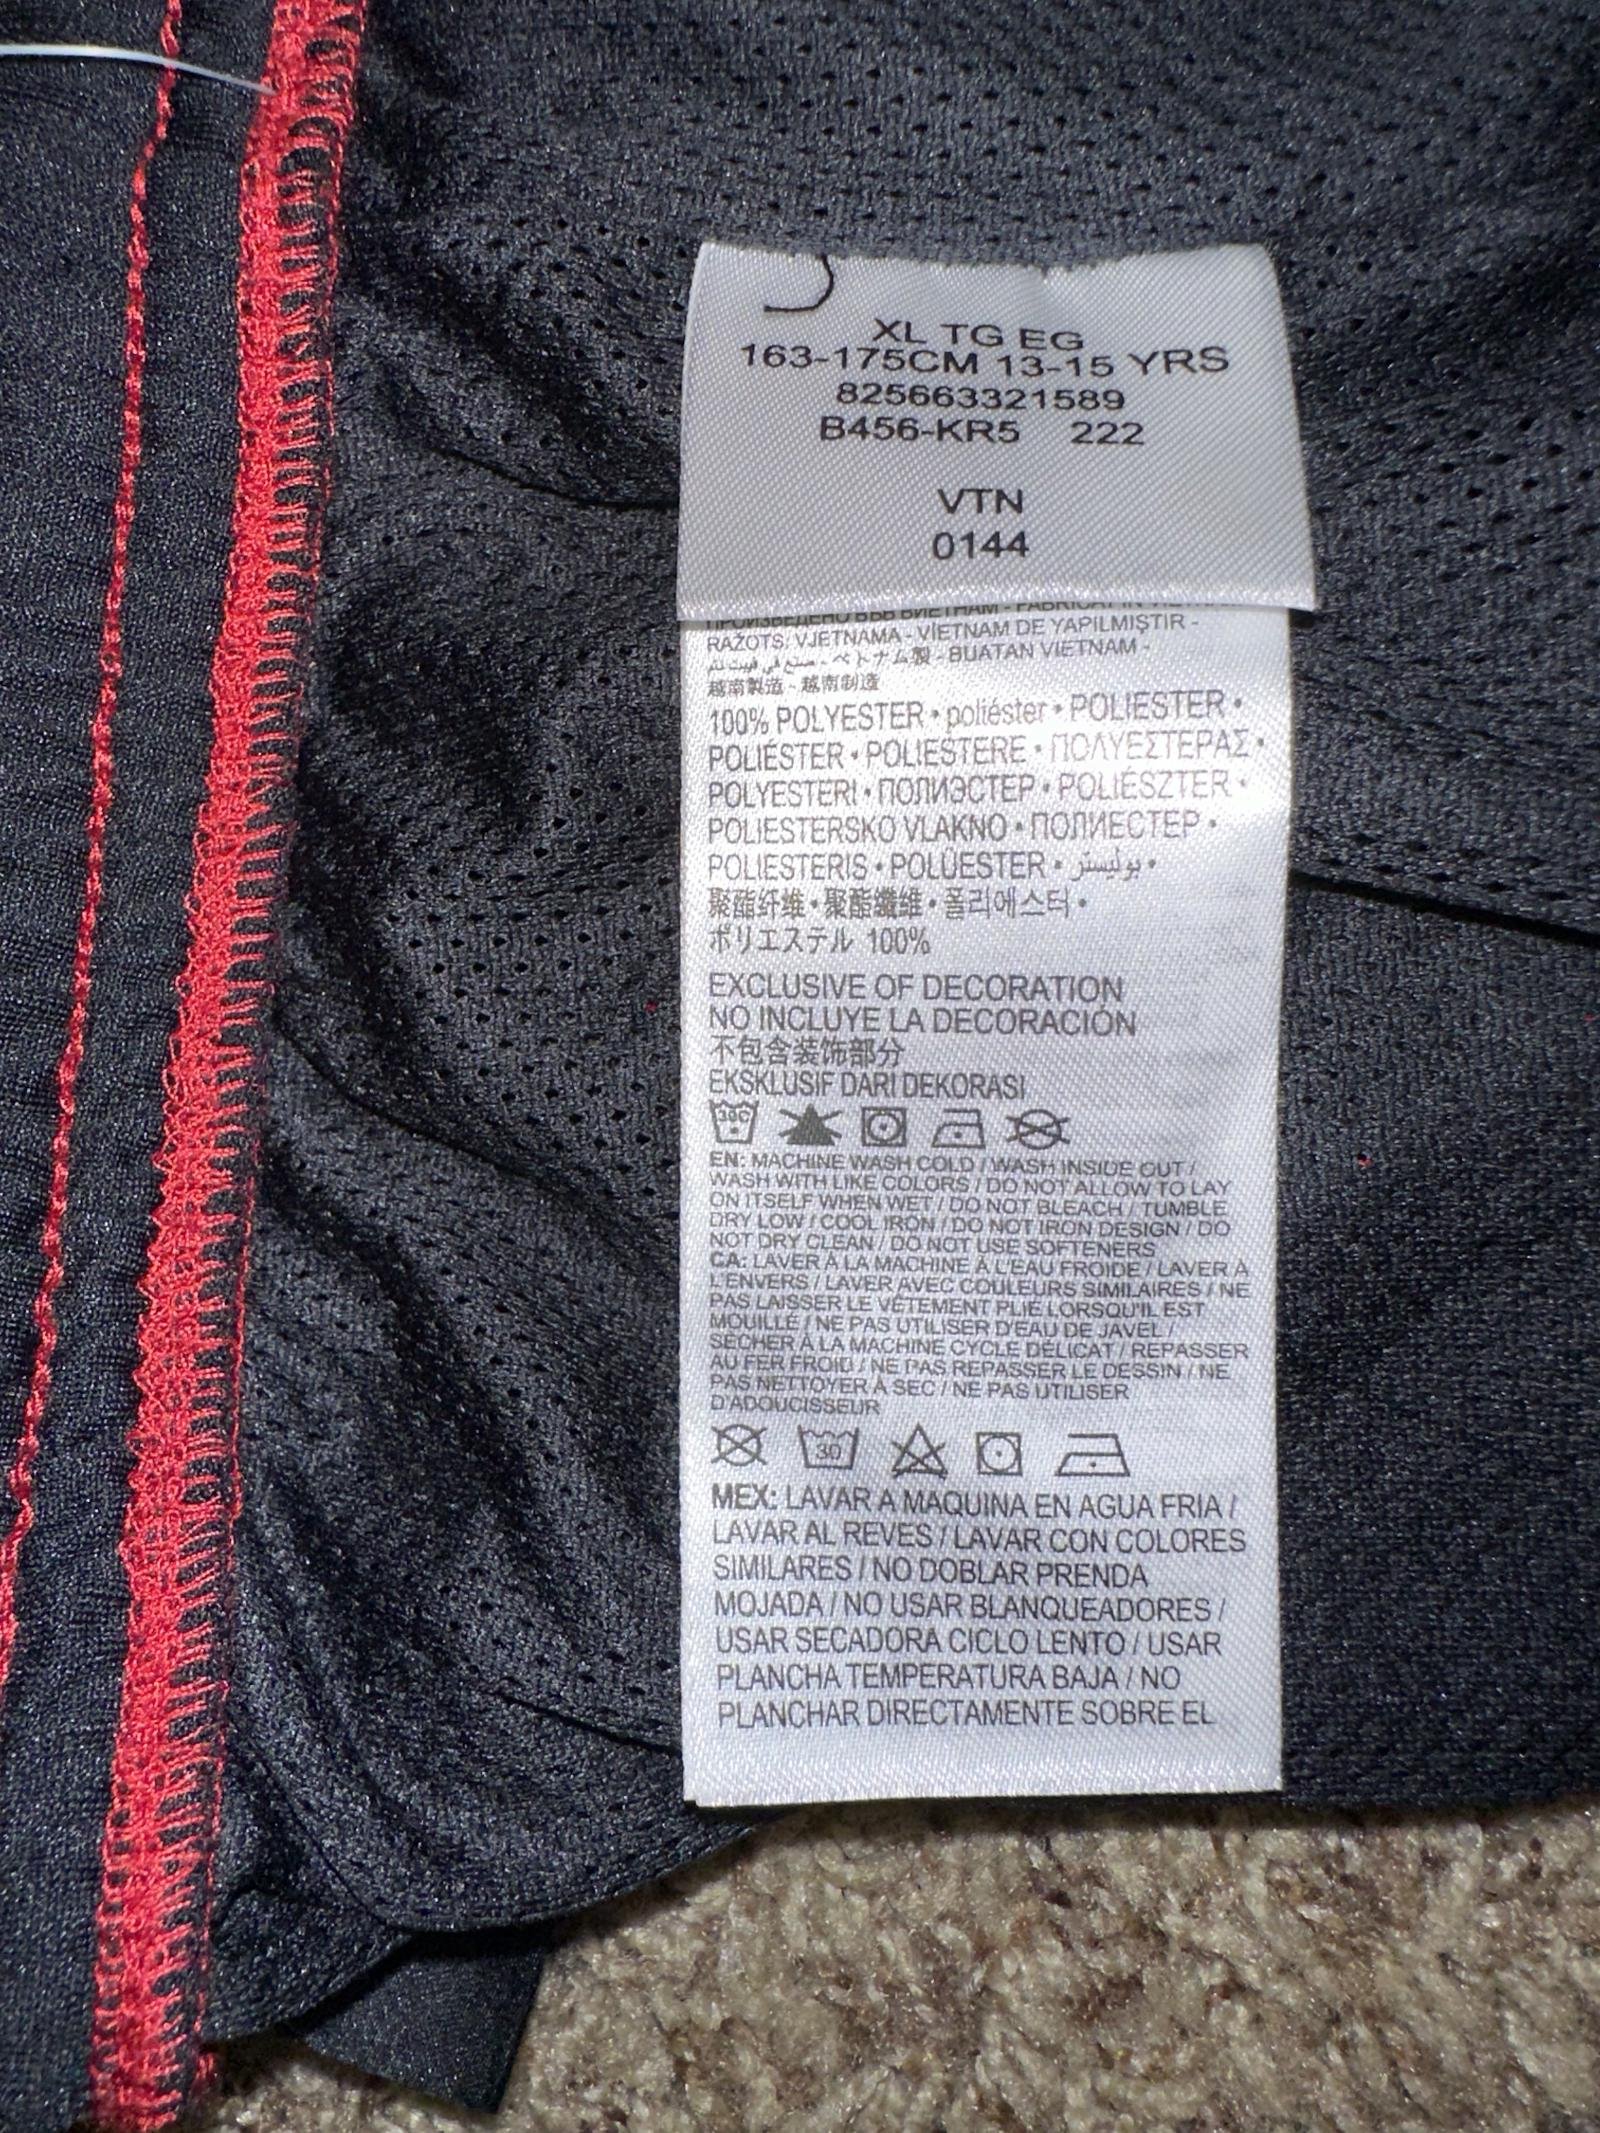 XL TG EG
163-175CM 13-15 YRS
825663321589
B456-KR5 222
VTN
0144
RAŽOTS: VJETNAMA - VİETNAM DE YAPILMIŞTIR -
صنع في فييت نام - ベトナム製 - BUATAN VIETNAM -
越南製造 - 越南制造
100% POLYESTER • poliéster • POLIESTER •
POLIÉSTER • POLIESTERE • ΠΟΛΥΕΣΤΕΡΑΣ •
POLYESTERI • ПОЛИЭСТЕР • POLIÉSZTER •
POLIESTERSKO VLAKNO • ПОЛИЕСТЕР •
POLIESTERIS • POLÜESTER • بوليستر •
聚酯纤维 • 聚酯纖維 • 폴리에스터 •
ポリエステル 100%
EXCLUSIVE OF DECORATION
NO INCLUYE LA DECORACIÓN
不包含装饰部分
EKSKLUSIF DARI DEKORASI
30C
EN: MACHINE WASH COLD / WASH INSIDE OUT /
WASH WITH LIKE COLORS / DO NOT ALLOW TO LAY
ON ITSELF WHEN WET / DO NOT BLEACH / TUMBLE
DRY LOW / COOL IRON / DO NOT IRON DESIGN / DO
NOT DRY CLEAN / DO NOT USE SOFTENERS
CA: LAVER À LA MACHINE À L'EAU FROIDE / LAVER À
L'ENVERS / LAVER AVEC COULEURS SIMILAIRES / NE
PAS LAISSER LE VÊTEMENT PLIÉ LORSQU'IL EST
MOUILLÉ / NE PAS UTILISER D'EAU DE JAVEL /
SÉCHER À LA MACHINE CYCLE DÉLICAT / REPASSER
AU FER FROID / NE PAS REPASSER LE DESSIN / NE
PAS NETTOYER À SEC / NE PAS UTILISER
D'ADOUCISSEUR
30
MEX: LAVAR A MAQUINA EN AGUA FRIA /
LAVAR AL REVES / LAVAR CON COLORES
SIMILARES / NO DOBLAR PRENDA
MOJADA / NO USAR BLANQUEADORES /
USAR SECADORA CICLO LENTO / USAR
PLANCHA TEMPERATURA BAJA / NO
PLANCHAR DIRECTAMENTE SOBRE EL